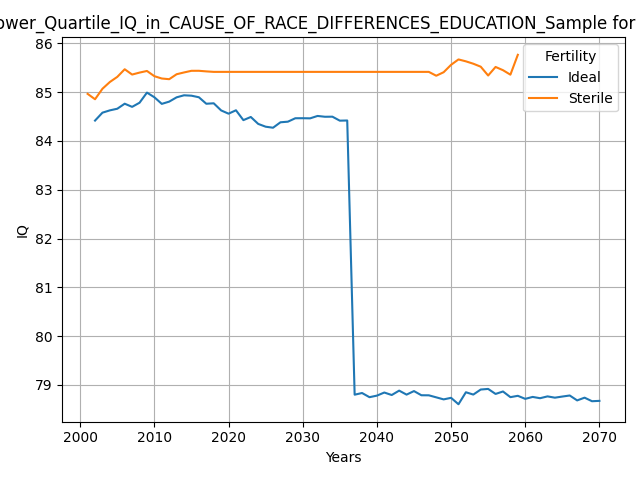 ower_Quartile_IQ_in_CAUSE_OF_RACE_DIFFERENCES_EDUCATION_Sample for
86
85
84
83
82
81
80
79
IQ
Fertility
Ideal
Sterile
2000 2010 2020 2030 2040 2050 2060 2070
Years